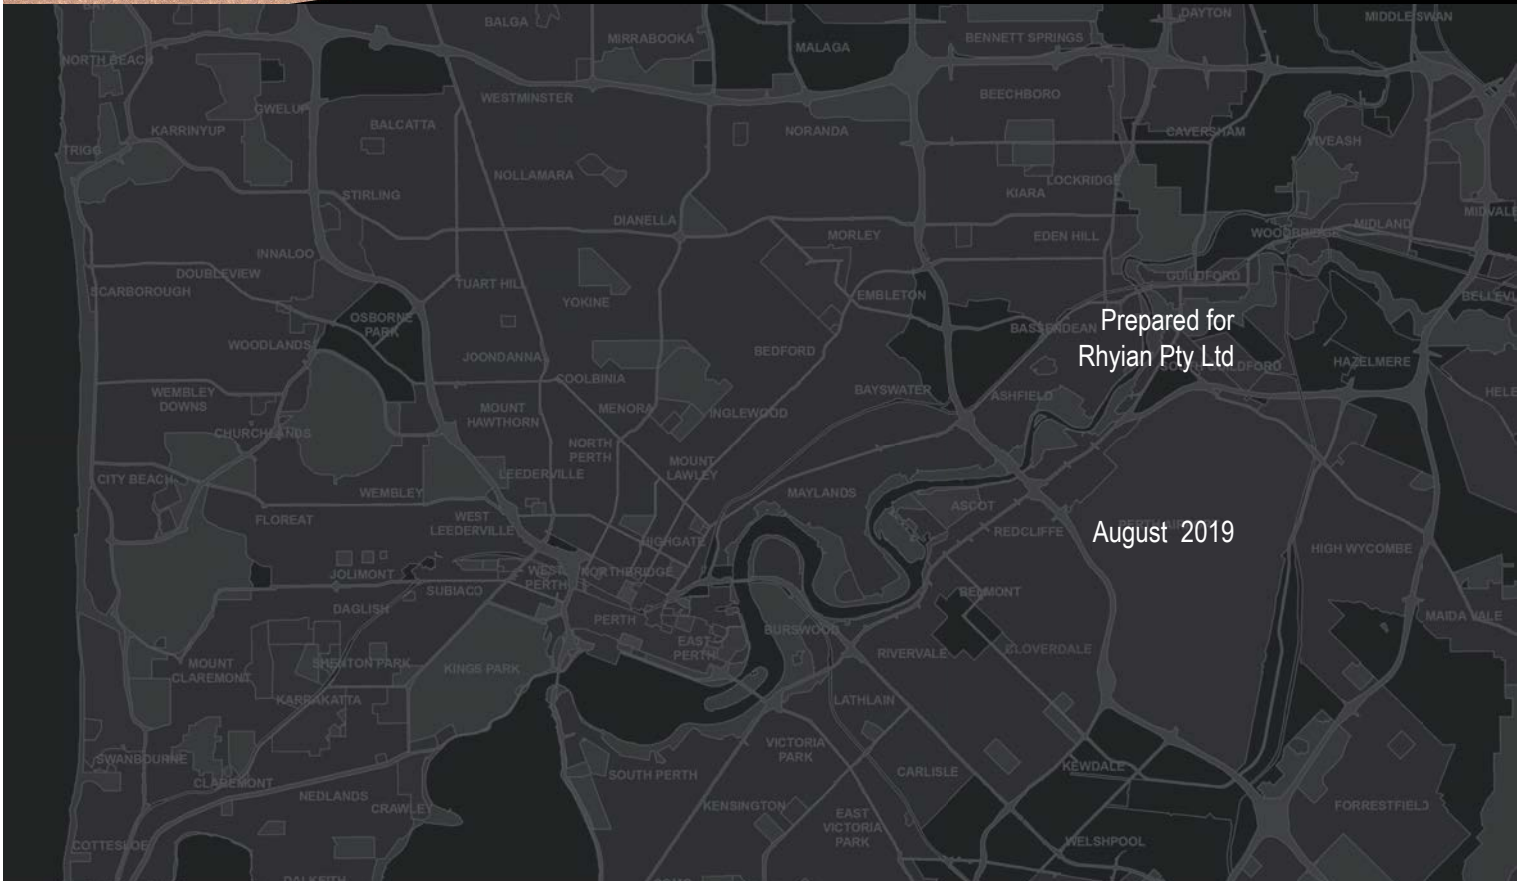 BALGA
DAYTON
MIDDLE SWAN
MIRRABOOKA
BENNETT SPRINGS
MALAGA
NORTH BEACH
WESTMINSTER
BEECHBORO
GWELUP
BALCATTA
KARRINYUP
NORANDA
CAVERSHAM
VIVEASH
TRIGG
NOLLAMARA
LOCKRIDGE
KIARA
STIRLING
DIANELLA
MIDVALE
MIDLAND
MORLEY
EDEN HILL
WOODBRIDGE
INNALOO
DOUBLEVIEW
GUILDFORD
TUART HILL
SCARBOROUGH
YOKINE
EMBLETON
BELLEVU
OSBORNE
PARK
Prepared for
BASSENDEAN
WOODLANDS
JOONDANNA
BEDFORD
Rhyian Pty Ltd
SOUTH GUILDFORD
HAZELMERE
COOLBINIA
WEMBLEY
DOWNS
BAYSWATER
ASHFIELD
HELE
MOUNT
HAWTHORN
MENORA
INGLEWOOD
CHURCHLANDS
NORTH
PERTH
MOUNT
LAWLEY
LEEDERVILLE
CITY BEACH
WEMBLEY
MAYLANDS
ASCOT
FLOREAT
WEST
LEEDERVILLE
REDCLIFFE
August 2019
HIGHGATE
HIGH WYCOMBE
JOLIMONT
WEST
PERTH
NORTHBRIDGE
SUBIACO
BELMONT
DAGLISH
PERTH
MAIDA VALE
BURSWOOD
EAST
PERTH
RIVERVALE
CLOVERDALE
MOUNT
CLAREMONT
SHENTON PARK
KINGS PARK
KARRAKATTA
LATHLAIN
VICTORIA
PARK
SWANBOURNE
CLAREMONT
SOUTH PERTH
CARLISLE
KEWDALE
NEDLANDS
CRAWLEY
KENSINGTON
EAST
VICTORIA
PARK
FORRESTFIELD
COTTESLOE
WELSHPOOL
DALKEITH